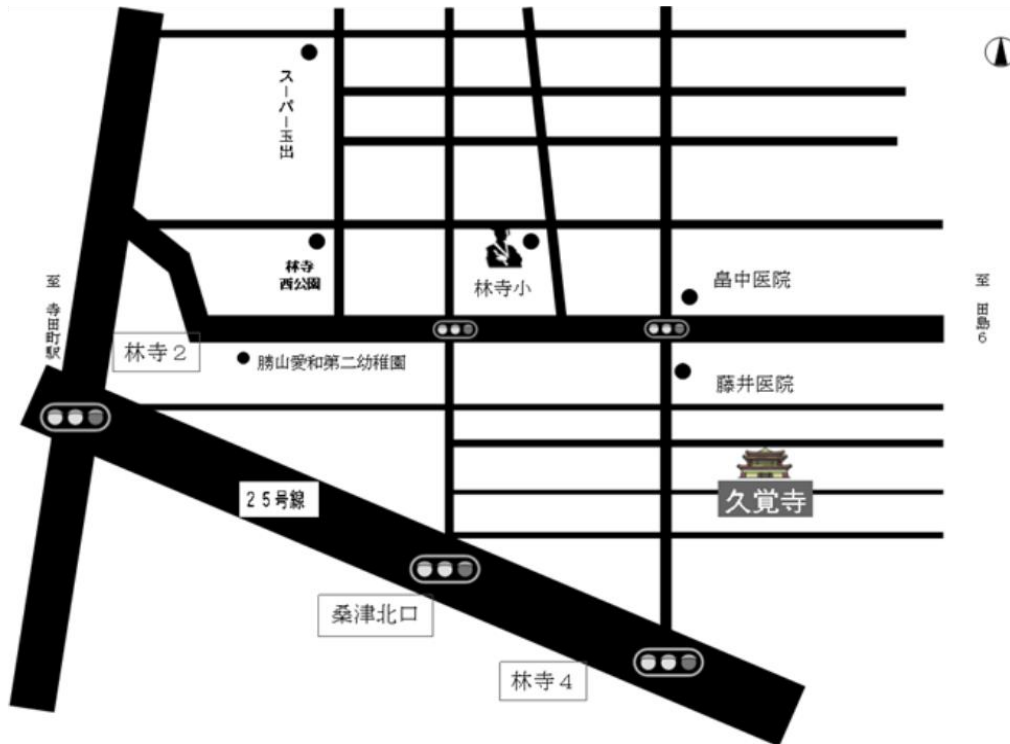 スーパー玉出
林寺
西公園
林寺小
畠中医院
至 寺田町駅
至 田島6
林寺2
勝山愛和第二幼稚園
藤井医院
25号線
久覚寺
桑津北口
林寺4